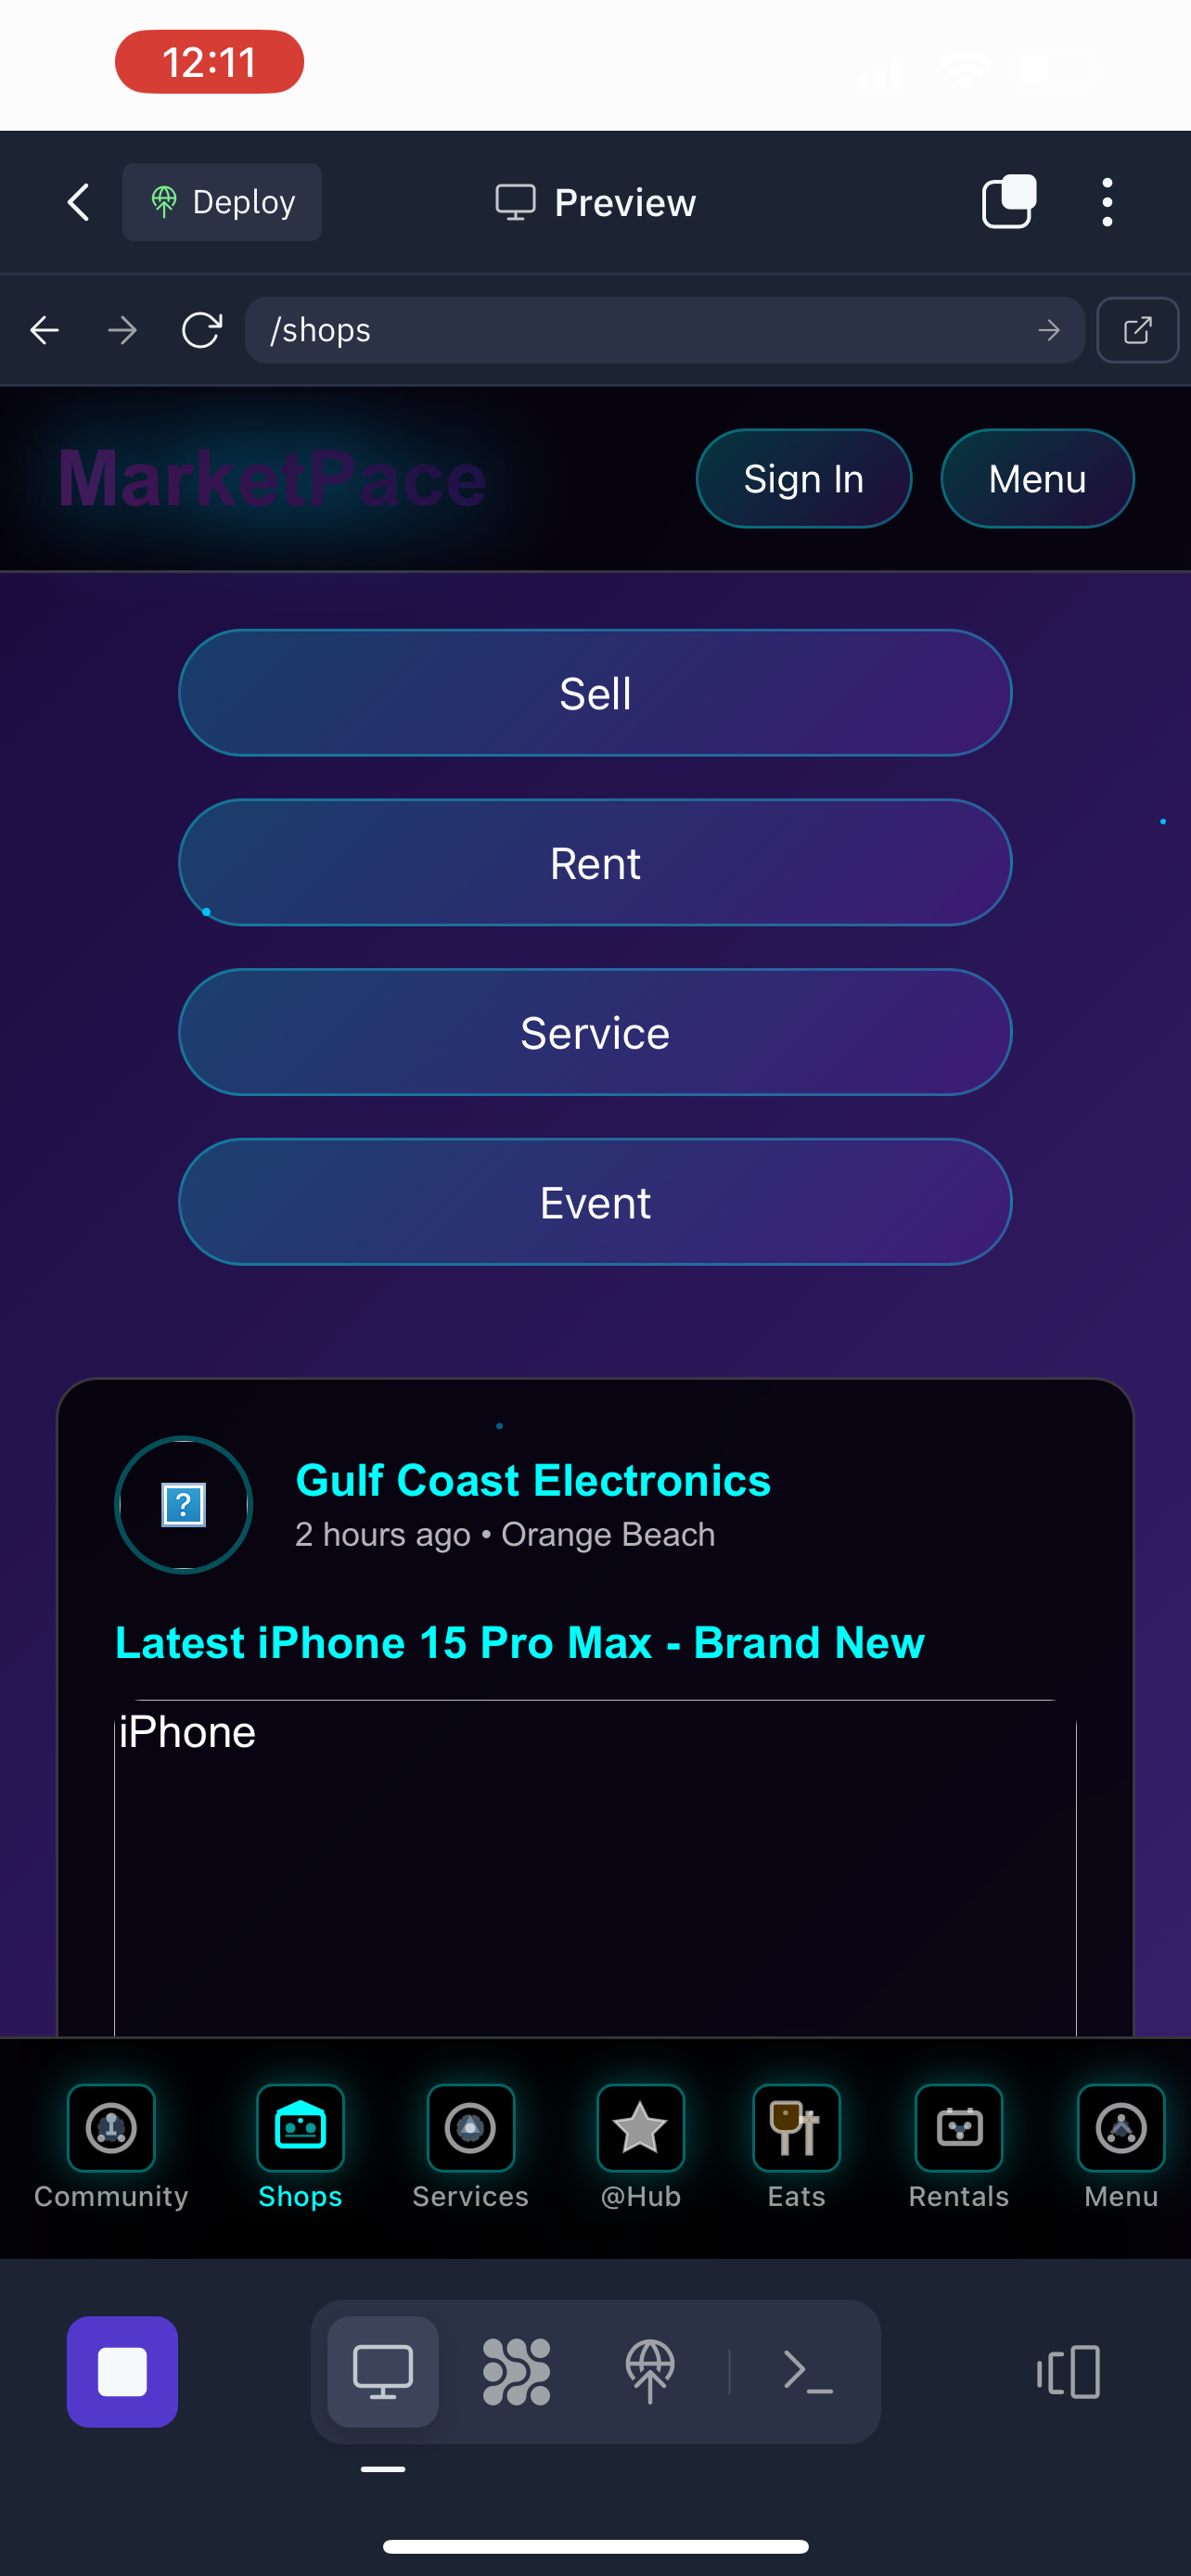 12:11
Deploy
Preview
/shops
MarketPace
Sign In
Menu
Sell
Rent
Service
Event
Gulf Coast Electronics
2 hours ago • Orange Beach
Latest iPhone 15 Pro Max - Brand New
iPhone
Community
Shops
Services
@Hub
Eats
Rentals
Menu